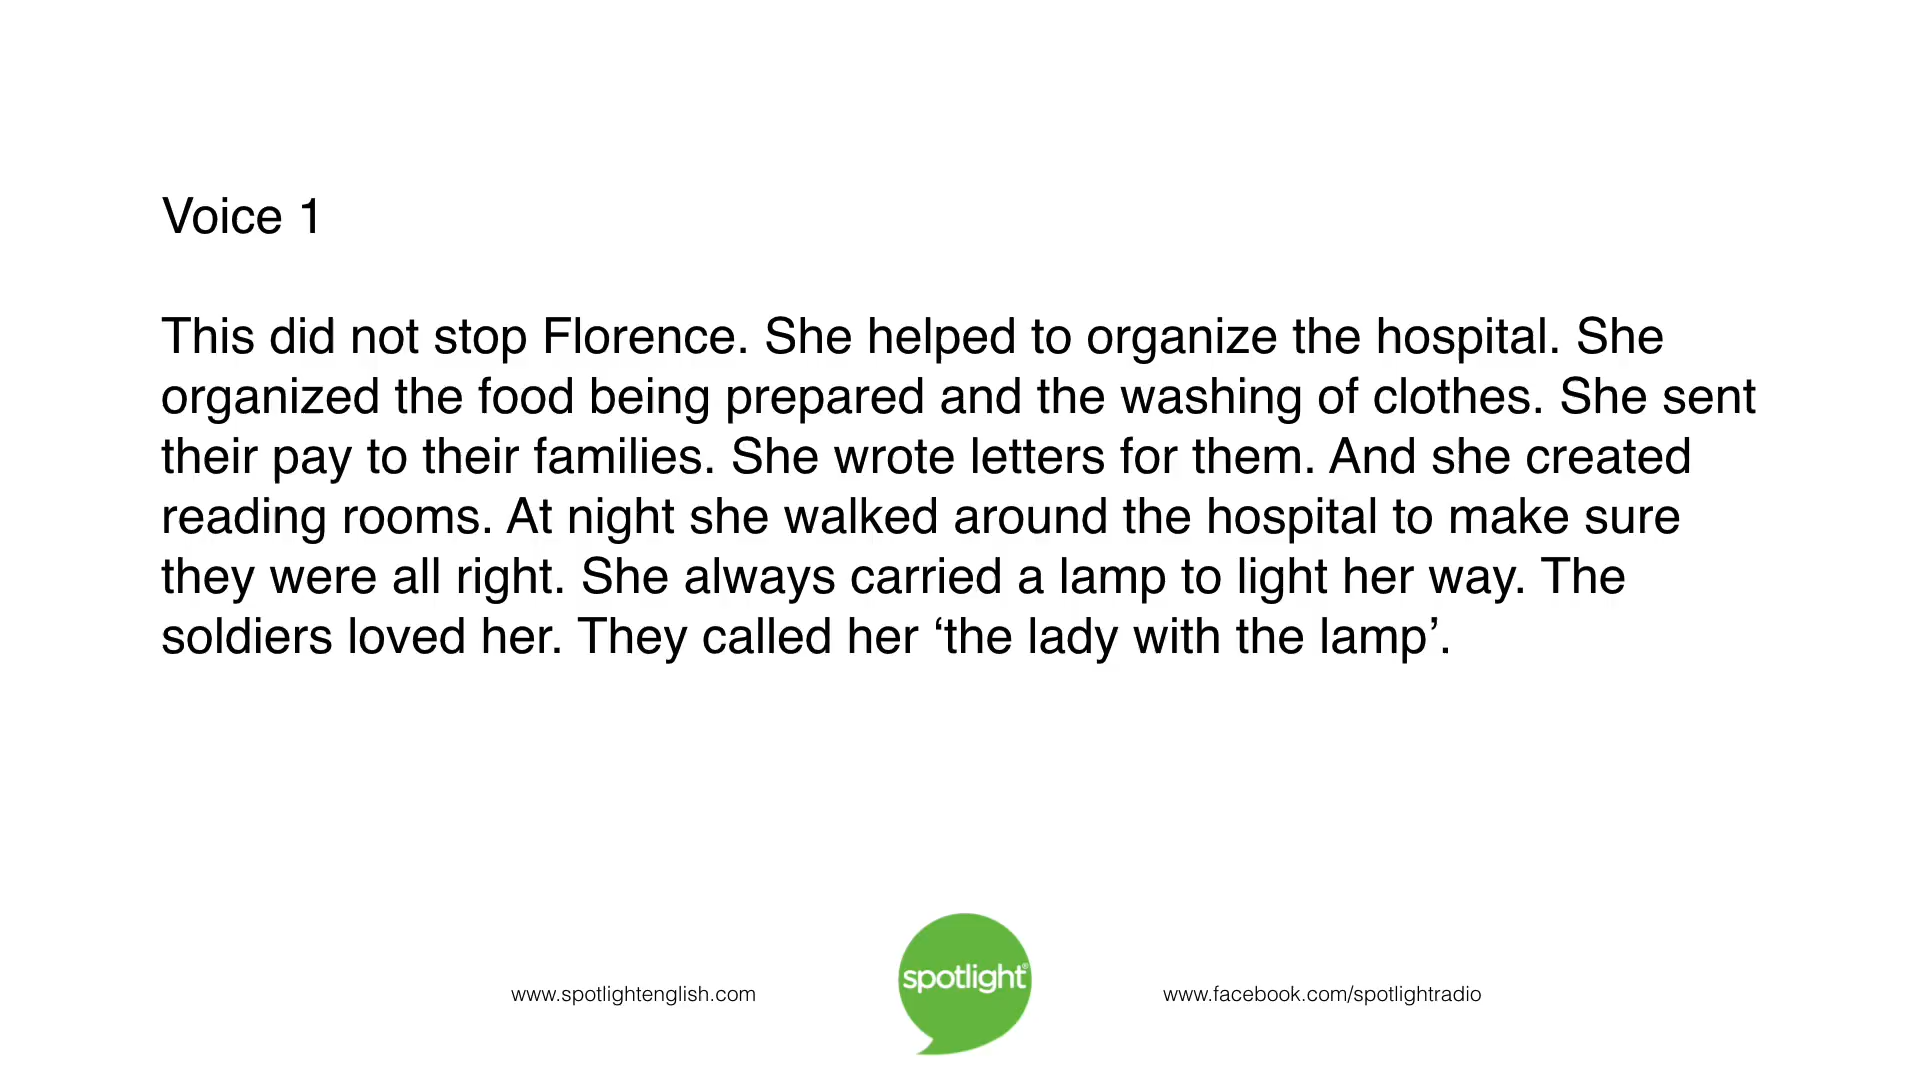 Voice 1
This did not stop Florence. She helped to organize the hospital. She
organized the food being prepared and the washing of clothes. She sent
their pay to their families. She wrote letters for them. And she created
reading rooms. At night she walked around the hospital to make sure
they were all right. She always carried a lamp to light her way. The
soldiers loved her. They called her ‘the lady with the lamp’.
www.spotlightenglish.com
spotlight®
www.facebook.com/spotlightradio